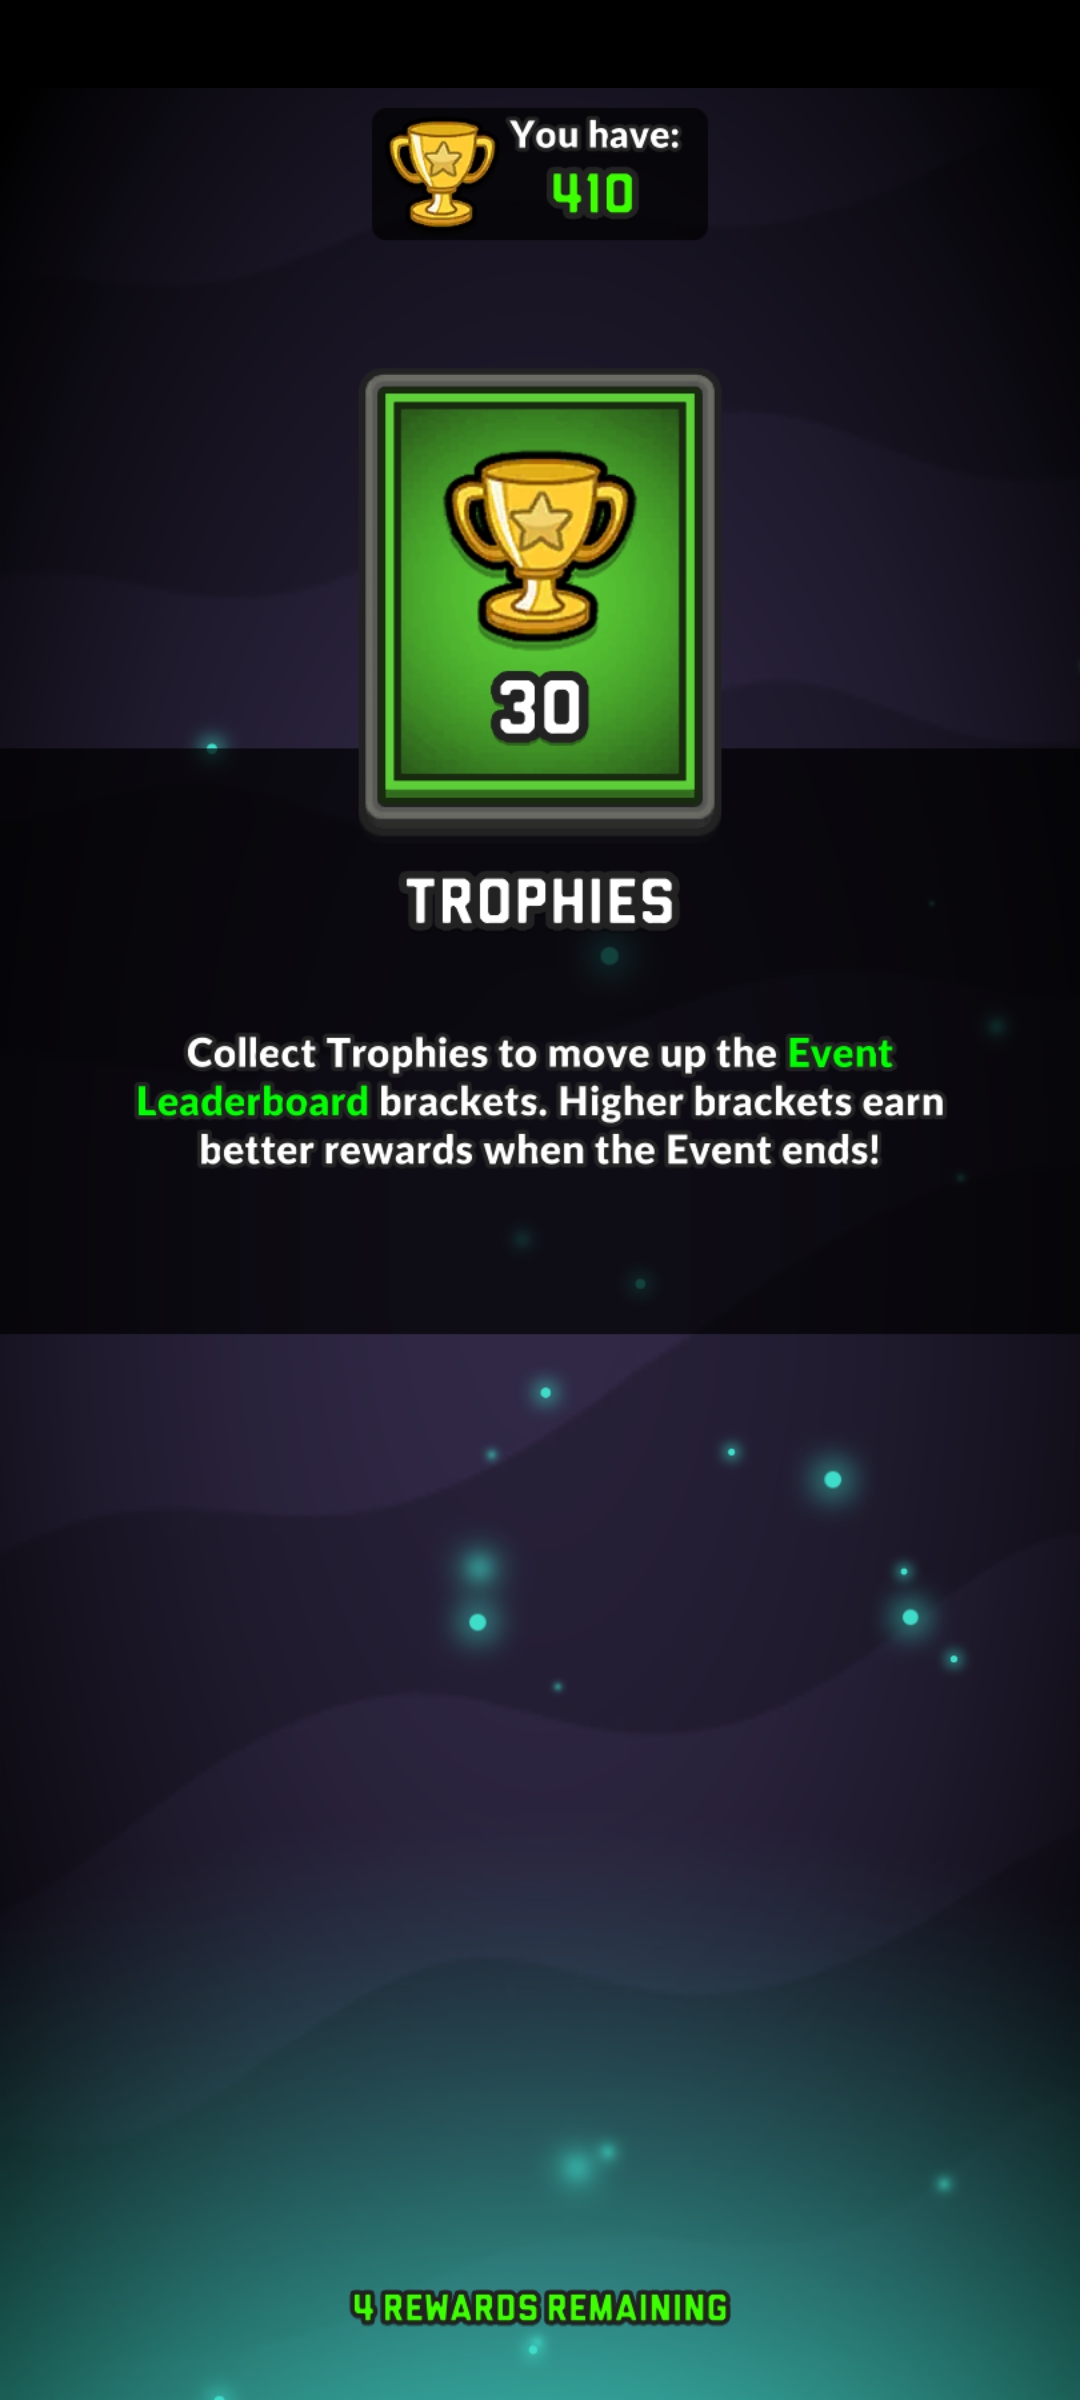 You have:
410
30
TROPHIES
Collect Trophies to move up the Event
Leaderboard brackets. Higher brackets earn
better rewards when the Event ends!
4 REWARDS REMAINING